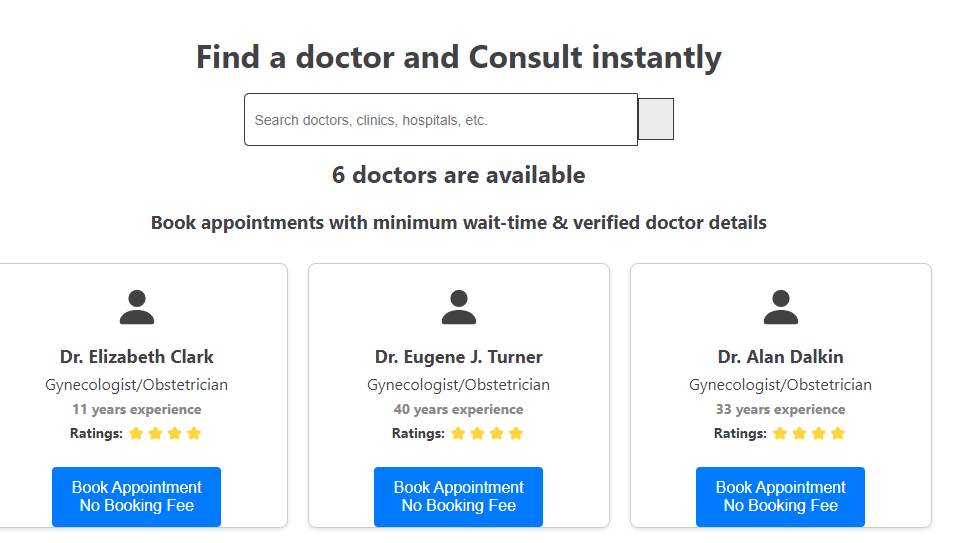 Find a doctor and Consult instantly
Search doctors, clinics, hospitals, etc.
6 doctors are available
Book appointments with minimum wait-time & verified doctor details
Dr. Elizabeth Clark
Gynecologist/Obstetrician
11 years experience
Ratings:
Book Appointment
No Booking Fee
Dr. Eugene J. Turner
Gynecologist/Obstetrician
40 years experience
Ratings:
Book Appointment
No Booking Fee
Dr. Alan Dalkin
Gynecologist/Obstetrician
33 years experience
Ratings:
Book Appointment
No Booking Fee